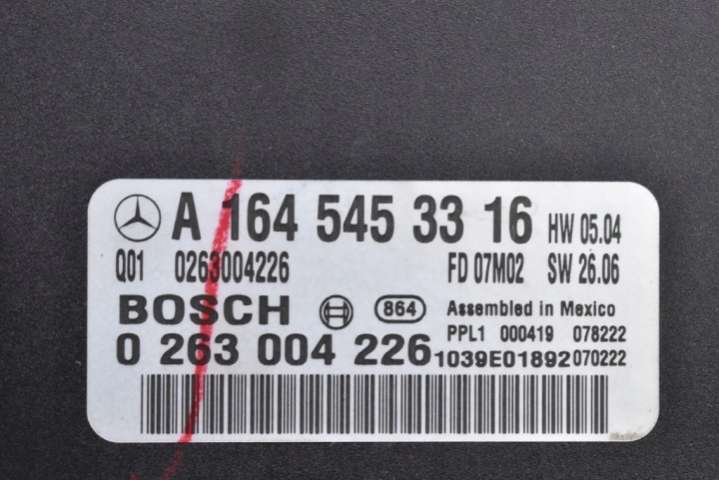 A 164 545 33 16 HW 05.04
Q01 0263004226 FD 07M02 SW 26.06
BOSCH 864 Assembled in Mexico
PPL1 000419 078222
0 263 004 226 1039E01892 070222